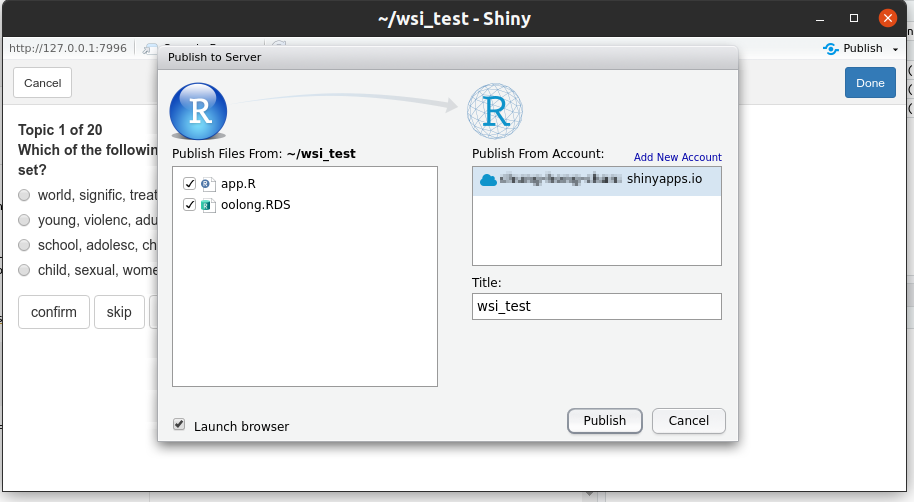 ~/wsi_test - Shiny
http://127.0.0.1:7996
Publish
Publish to Server
Cancel
Done
Topic 1 of 20
Which of the followin
set?
world, signific, treat
young, violenc, adu
school, adolesc, ch
child, sexual, wome
confirm
skip
R
R
Publish Files From: ~/wsi_test
app.R
oolong.RDS
Publish From Account:
Add New Account
shinyapps.io
Title:
wsi_test
Launch browser
Publish
Cancel